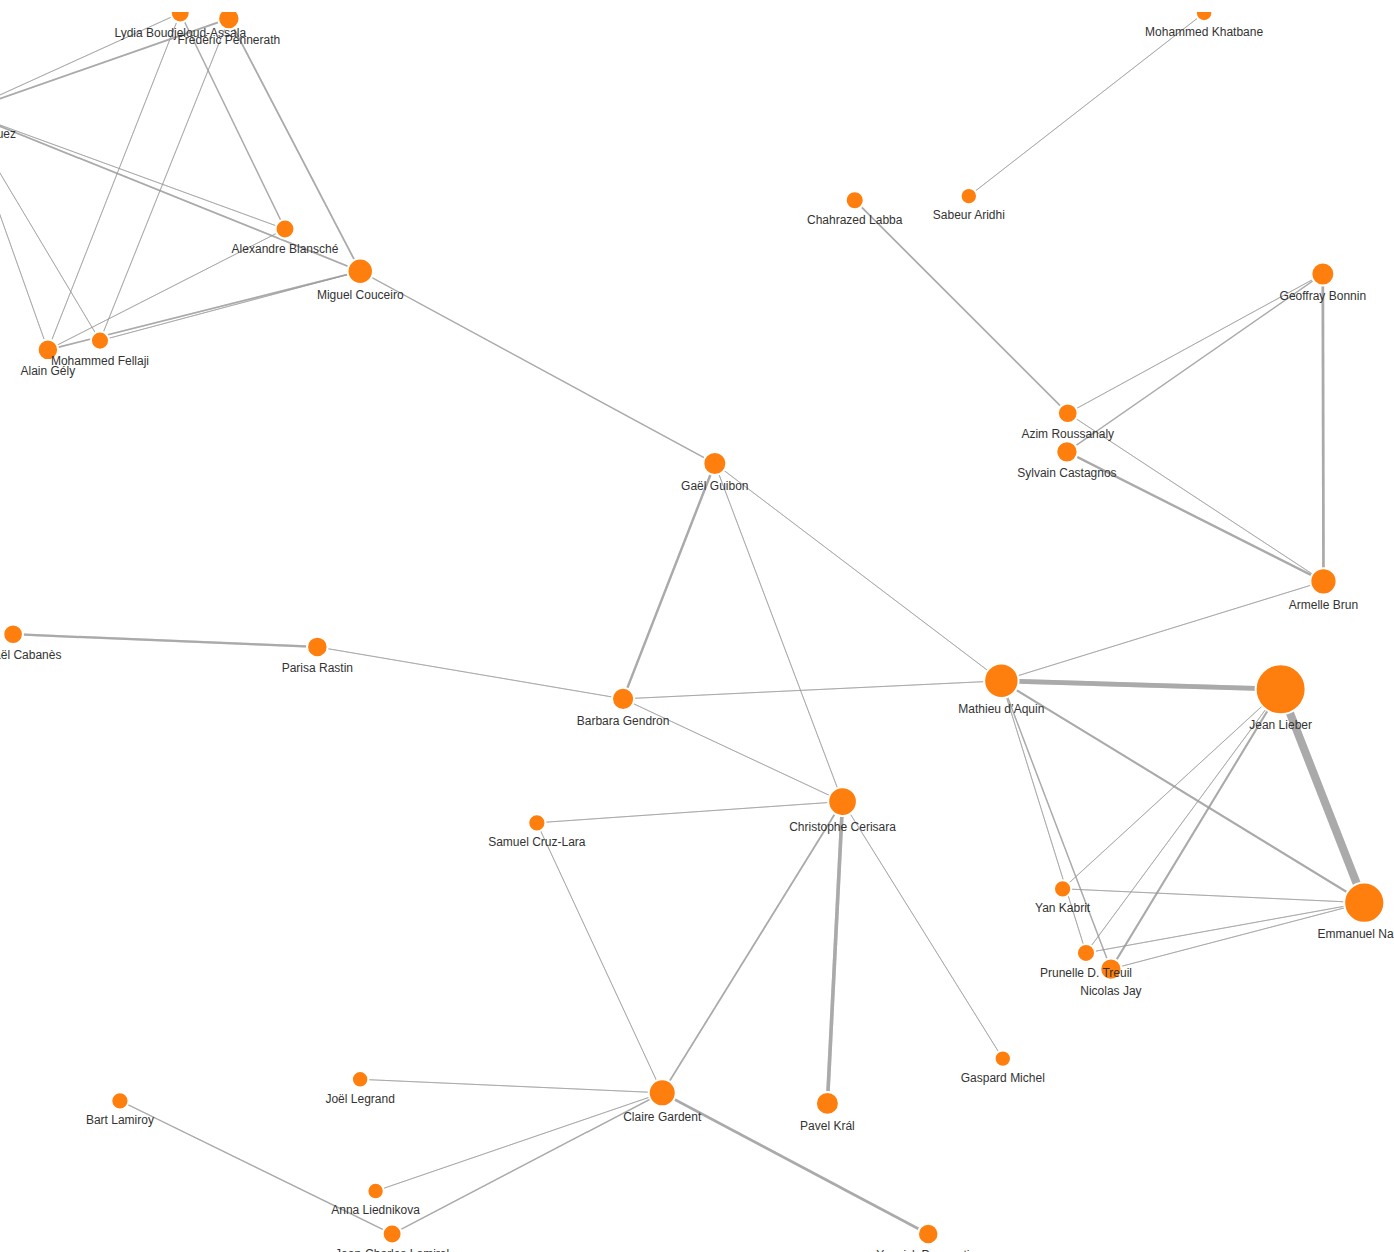 Lydia Boudjeloud-Assala
Frédéric Pennerath
Mohammed Khatbane
uez
Chahrazed Labba
Sabeur Aridhi
Alexandre Blansché
Miguel Couceiro
Geoffray Bonnin
Mohammed Fellaji
Alain Gély
Azim Roussanaly
Sylvain Castagnos
Gaël Guibon
Armelle Brun
ël Cabanès
Parisa Rastin
Mathieu d'Aquin
Barbara Gendron
Jean Lieber
Christophe Cerisara
Samuel Cruz-Lara
Yan Kabrit
Emmanuel Na
Prunelle D. Treuil
Nicolas Jay
Gaspard Michel
Joël Legrand
Bart Lamiroy
Claire Gardent
Pavel Král
Anna Liednikova